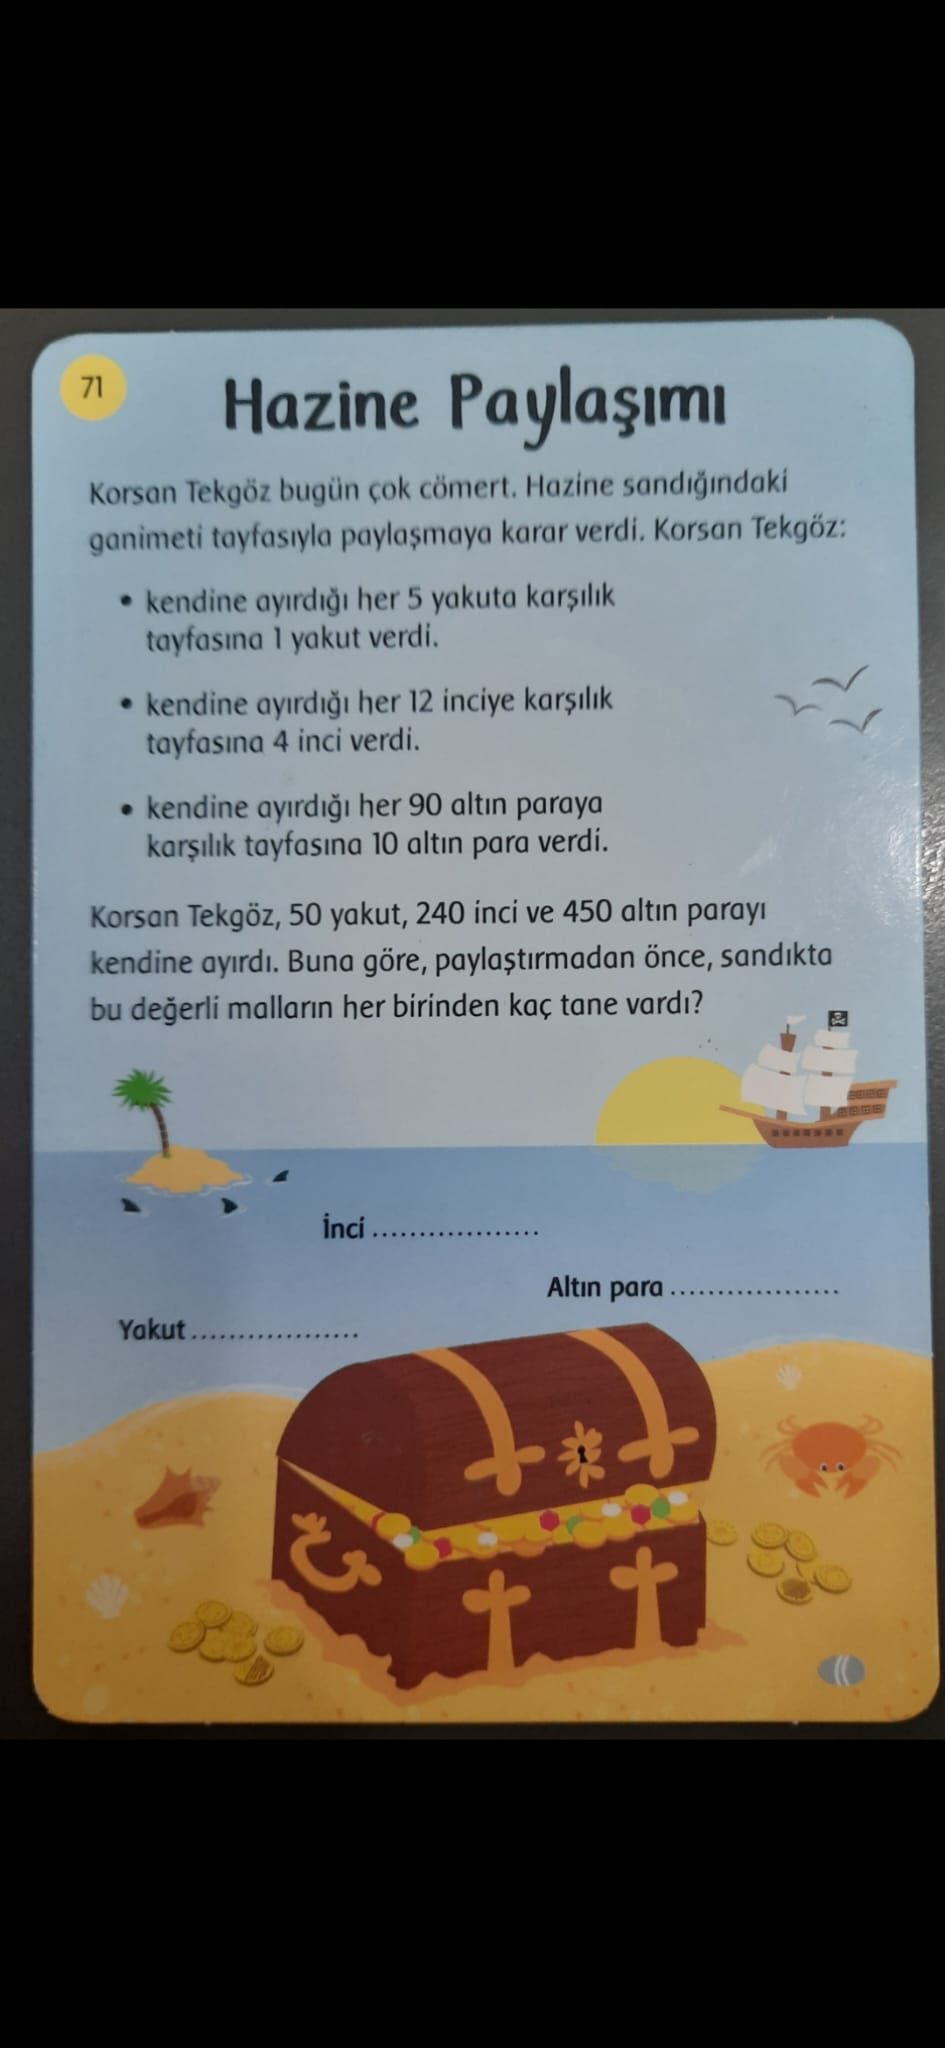 71
Hazine Paylaşımı
Korsan Tekgöz bugün çok cömert. Hazine sandığındaki
ganimeti tayfasıyla paylaşmaya karar verdi. Korsan Tekgöz:
• kendine ayırdığı her 5 yakuta karşılık
tayfasına 1 yakut verdi.
• kendine ayırdığı her 12 inciye karşılık
tayfasına 4 inci verdi.
• kendine ayırdığı her 90 altın paraya
karşılık tayfasına 10 altın para verdi.
Korsan Tekgöz, 50 yakut, 240 inci ve 450 altın parayı
kendine ayırdı. Buna göre, paylaştırmadan önce, sandıkta
bu değerli malların her birinden kaç tane vardı?
İnci ..................
Altın para ..................
Yakut ..................